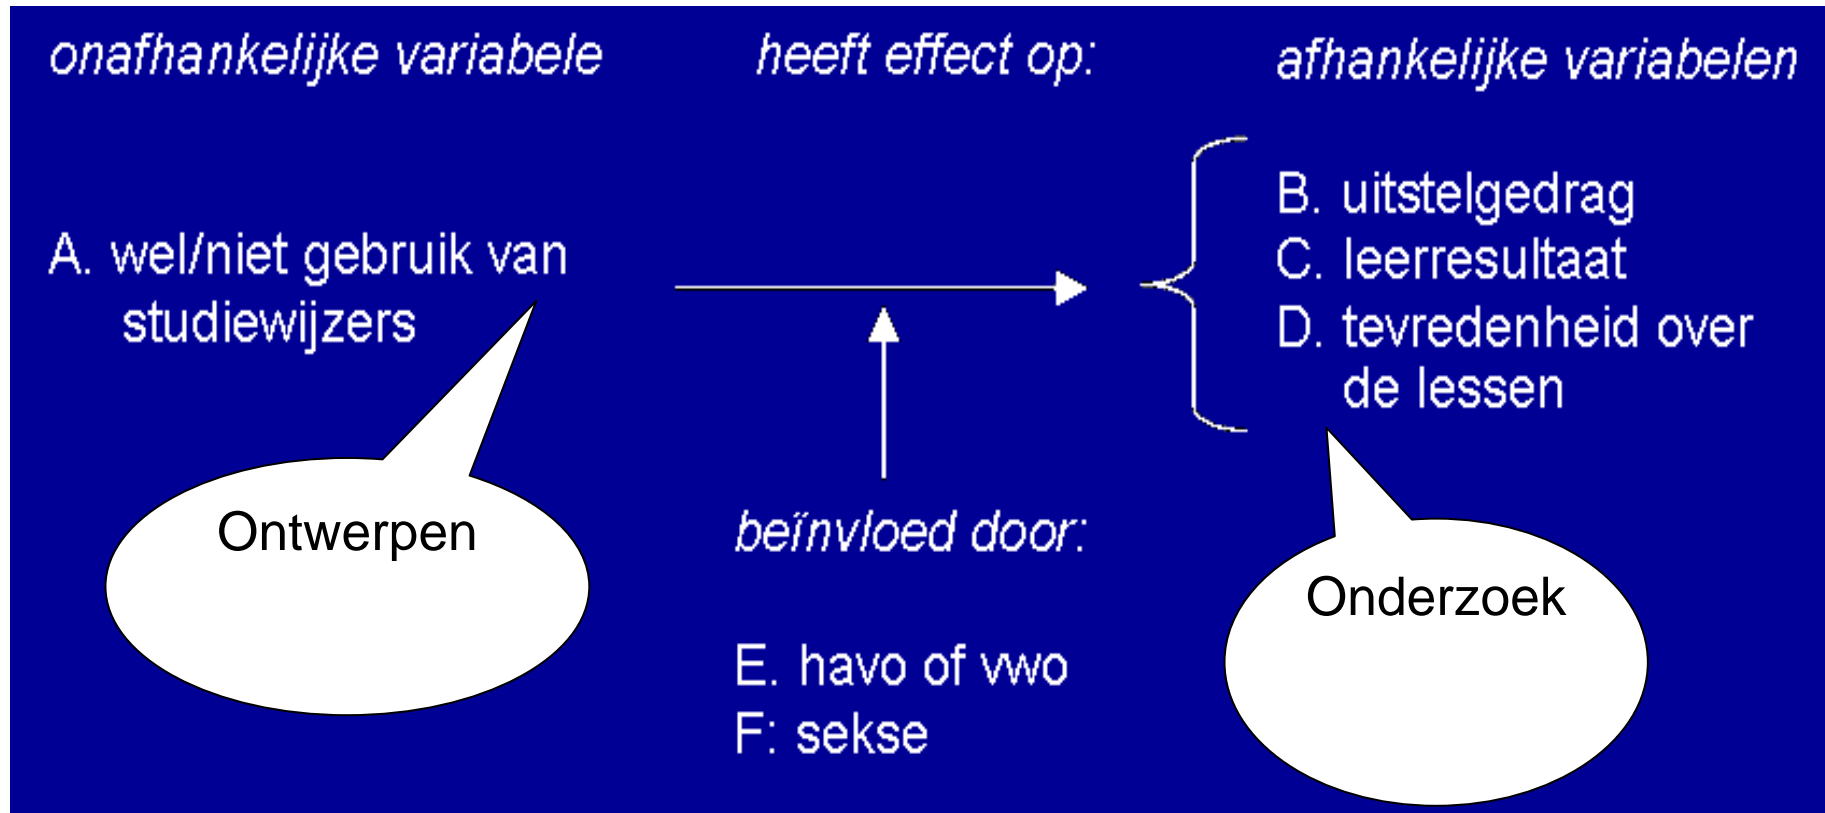 onafhankelijke variabele
heeft effect op:
afhankelijke variabelen
A. wel/niet gebruik van
studiewijzers
B. uitstelgedrag
C. leerresultaat
D. tevredenheid over
de lessen
Ontwerpen
beïnvloed door:
E. havo of vwo
F: sekse
Onderzoek